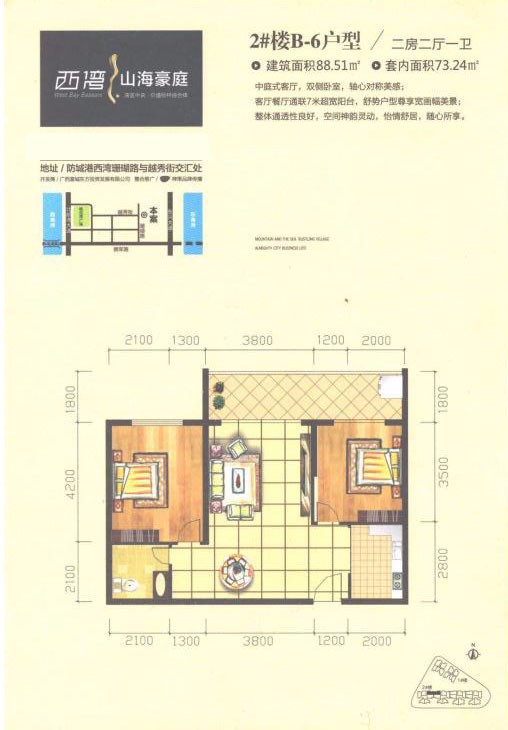 2#楼B-6户型 / 二房二厅一卫
建筑面积88.51㎡ 套内面积73.24㎡
中庭式客厅，双侧卧室，轴心对称美感；
客厅餐厅通联7米超宽阳台，舒势户型尊享宽画幅美景；
整体通透性良好，空间神韵灵动，怡情舒居，随心所享。
西湾 山海豪庭
地址 / 防城港西湾珊瑚路与越秀街交汇处
本案
MOUNTAIN AND THE SEA RUSTLING VILLAGE
ALMIGHTY CITY BUSINESS LIFE
2100 1300 3800 1200 2000
1800 4200 2100
1800 3500 2800
2100 1300 3800 1200 2000
N